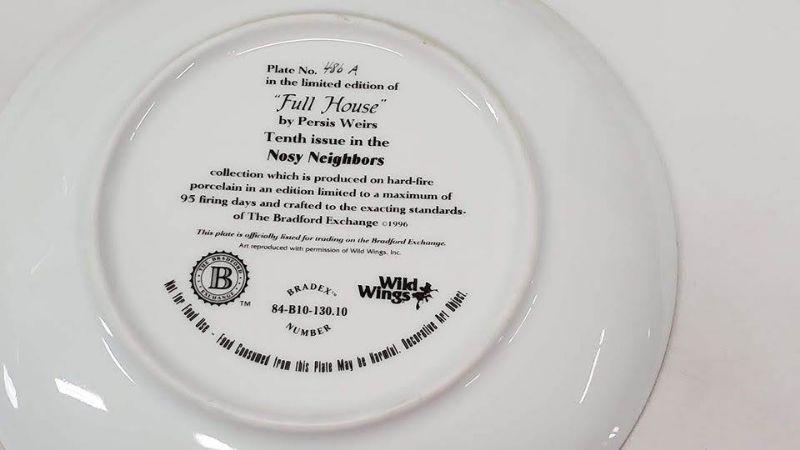 Plate No. 486 A
in the limited edition of
"Full House"
by Persis Weirs
Tenth issue in the
Nosy Neighbors
collection which is produced on hard-fire
porcelain in an edition limited to a maximum of
95 firing days and crafted to the exacting standards-
of The Bradford Exchange ©1996
This plate is officially listed for trading on the Bradford Exchange.
Art reproduced with permission of Wild Wings, Inc.
THE BRADFORD
B
EXCHANGE
TM
BRADEX™
84-B10-130.10
NUMBER
Wild
Wings
Not For Food Use - Food Consumed from this Plate May be Harmful. Decorative Art Object.